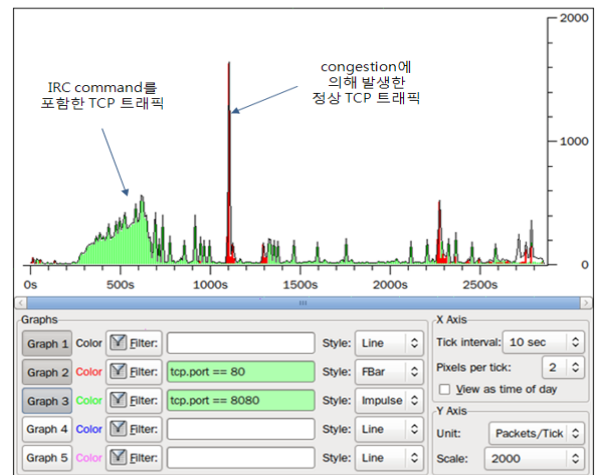 2000
1000
IRC command를
포함한 TCP 트래픽
congestion에
의해 발생한
정상 TCP 트래픽
0s 500s 1000s 1500s 2000s 2500s
Graphs
Graph 1 Color Filter: Style: Line
Graph 2 Color Filter: tcp.port == 80 Style: FBar
Graph 3 Color Filter: tcp.port == 8080 Style: Impulse
Graph 4 Color Filter: Style: Line
Graph 5 Color Filter: Style: Line
X Axis
Tick interval: 10 sec
Pixels per tick: 2
View as time of day
Y Axis
Unit: Packets/Tick
Scale: 2000